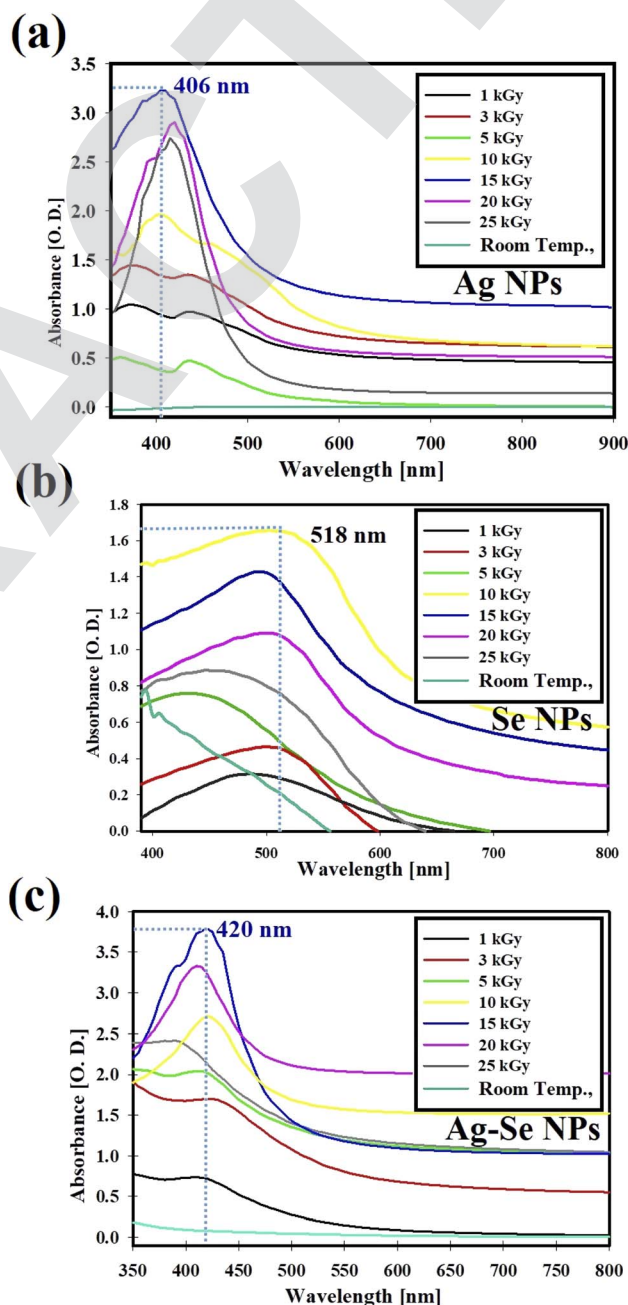 (a)
3.5
3.0
2.5
2.0
1.5
1.0
0.5
0.0
Absorbance [O. D.]
406 nm
1 kGy
3 kGy
5 kGy
10 kGy
15 kGy
20 kGy
25 kGy
Room Temp.,
Ag NPs
400 500 600 700 800 900
Wavelength [nm]
(b)
1.8
1.6
1.4
1.2
1.0
0.8
0.6
0.4
0.2
0.0
Absorbance [O. D.]
518 nm
1 kGy
3 kGy
5 kGy
10 kGy
15 kGy
20 kGy
25 kGy
Room Temp.,
Se NPs
400 500 600 700 800
Wavelength [nm]
(c)
4.0
3.5
3.0
2.5
2.0
1.5
1.0
0.5
0.0
Absorbance [O. D.]
420 nm
1 kGy
3 kGy
5 kGy
10 kGy
15 kGy
20 kGy
25 kGy
Room Temp.,
Ag-Se NPs
350 400 450 500 550 600 650 700 750 800
Wavelength [nm]